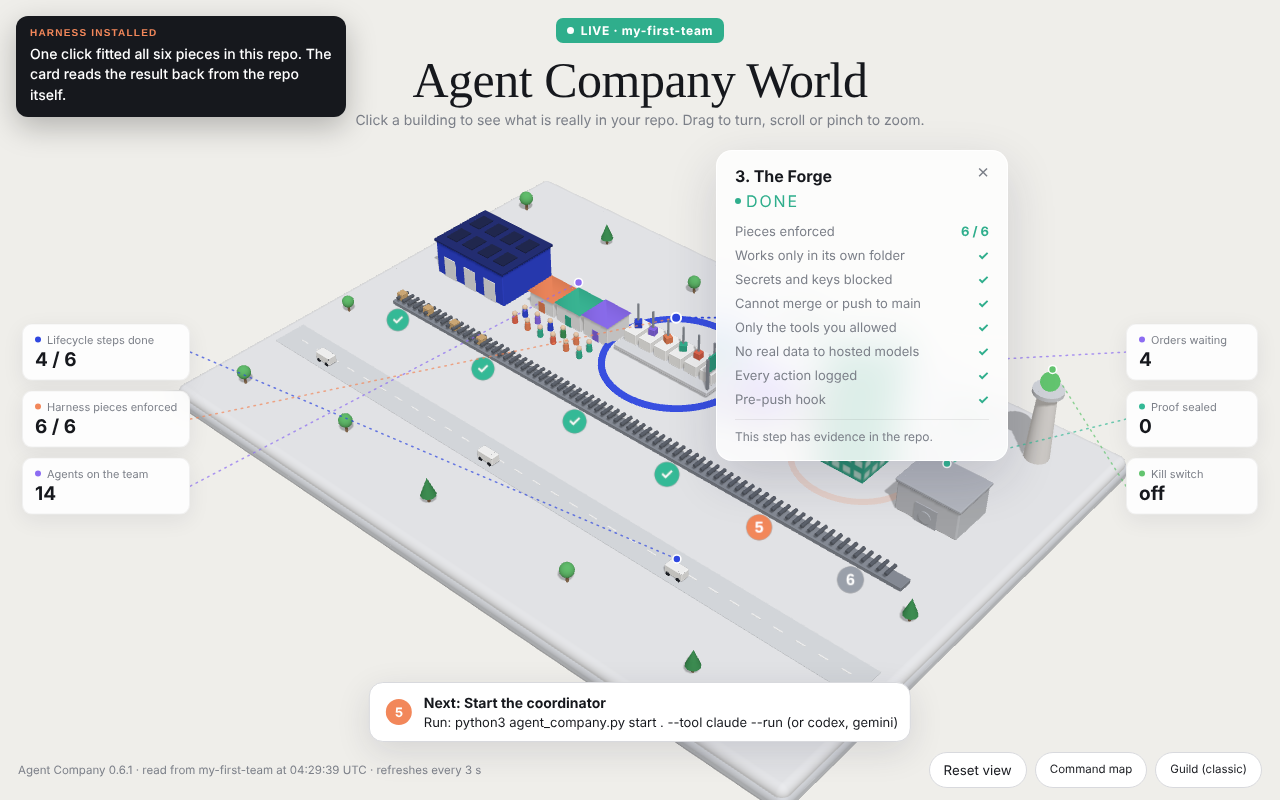 HARNESS INSTALLED
One click fitted all six pieces in this repo. The
card reads the result back from the repo
itself.
LIVE · my-first-team
Agent Company World
Click a building to see what is really in your repo. Drag to turn, scroll or pinch to zoom.
3. The Forge
×
DONE
Pieces enforced 6 / 6
Works only in its own folder ✓
Secrets and keys blocked ✓
Cannot merge or push to main ✓
Only the tools you allowed ✓
No real data to hosted models ✓
Every action logged ✓
Pre-push hook ✓
This step has evidence in the repo.
Lifecycle steps done
4 / 6
Harness pieces enforced
6 / 6
Agents on the team
14
Orders waiting
4
Proof sealed
0
Kill switch
off
5
6
5
Next: Start the coordinator
Run: python3 agent_company.py start . --tool claude --run (or codex, gemini)
Agent Company 0.6.1 · read from my-first-team at 04:29:39 UTC · refreshes every 3 s
Reset view
Command map
Guild (classic)